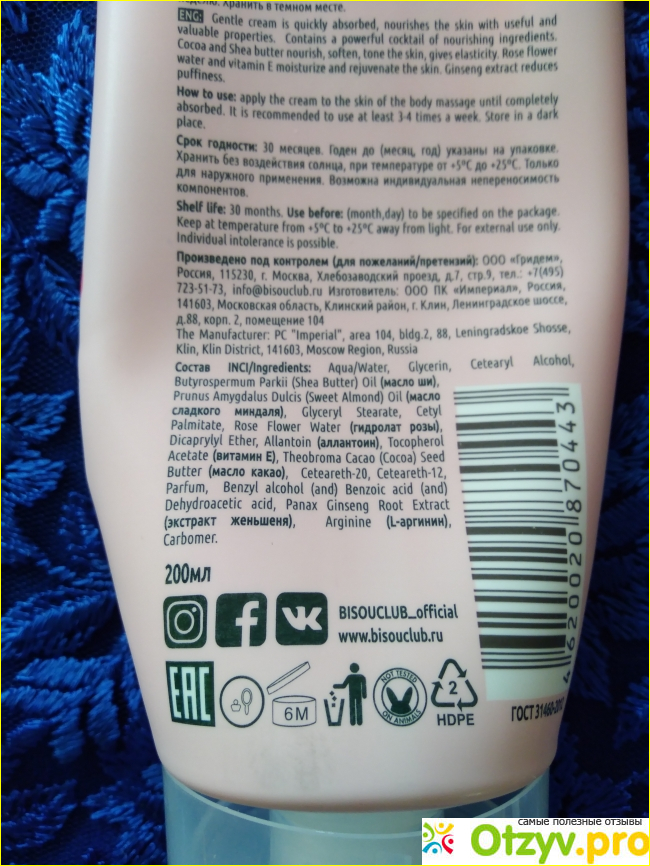 Хранить в темном месте.
ENG: Gentle cream is quickly absorbed, nourishes the skin with useful and
valuable properties. Contains a powerful cocktail of nourishing ingredients.
Cocoa and Shea butter nourish, soften, tone the skin, gives elasticity. Rose flower
water and vitamin E moisturize and rejuvenate the skin. Ginseng extract reduces
puffiness.
How to use: apply the cream to the skin of the body massage until completely
absorbed. It is recommended to use at least 3-4 times a week. Store in a dark
place.
Срок годности: 30 месяцев. Годен до (месяц, год) указаны на упаковке.
Хранить без воздействия солнца, при температуре от +5°С до +25°С. Только
для наружного применения. Возможна индивидуальная непереносимость
компонентов.
Shelf life: 30 months. Use before: (month,day) to be specified on the package.
Keep at temperature from +5°C to +25°C away from light. For external use only.
Individual intolerance is possible.
Произведено под контролем (для пожеланий/претензий): ООО «Гридем»,
Россия, 115230, г. Москва, Хлебозаводский проезд, д.7, стр.9, тел.: +7(495)
723-51-73, info@bisouclub.ru Изготовитель: ООО ПК «Империал», Россия,
141603, Московская область, Клинский район, г. Клин, Ленинградское шоссе,
д.88, корп. 2, помещение 104
The Manufacturer: PC "Imperial", area 104, bldg.2, 88, Leningradskoe Shosse,
Klin, Klin District, 141603, Moscow Region, Russia
Состав INCI/Ingredients: Aqua/Water, Glycerin, Cetearyl Alcohol,
Butyrospermum Parkii (Shea Butter) Oil (масло ши),
Prunus Amygdalus Dulcis (Sweet Almond) Oil (масло
сладкого миндаля), Glyceryl Stearate, Cetyl
Palmitate, Rose Flower Water (гидролат розы),
Dicaprylyl Ether, Allantoin (аллантоин), Tocopherol
Acetate (витамин Е), Theobroma Cacao (Cocoa) Seed
Butter (масло какао), Ceteareth-20, Ceteareth-12,
Parfum, Benzyl alcohol (and) Benzoic acid (and)
Dehydroacetic acid, Panax Ginseng Root Extract
(экстракт женьшеня), Arginine (L-аргинин),
Carbomer.
200мл
BISOUCLUB_official
www.bisouclub.ru
EAC
6M
NOT TESTED
ON ANIMALS
2
HDPE
4620020870443
ГОСТ 31460-2012
самые полезные отзывы
Otzyv.pro